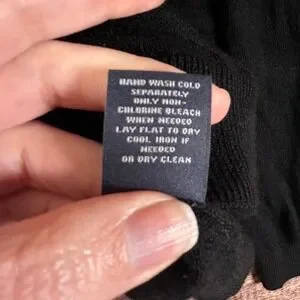 HAND WASH COLD
SEPARATELY
ONLY NON-
CHLORINE BLEACH
WHEN NEEDED
LAY FLAT TO DRY
COOL IRON IF
NEEDED
OR DRY CLEAN